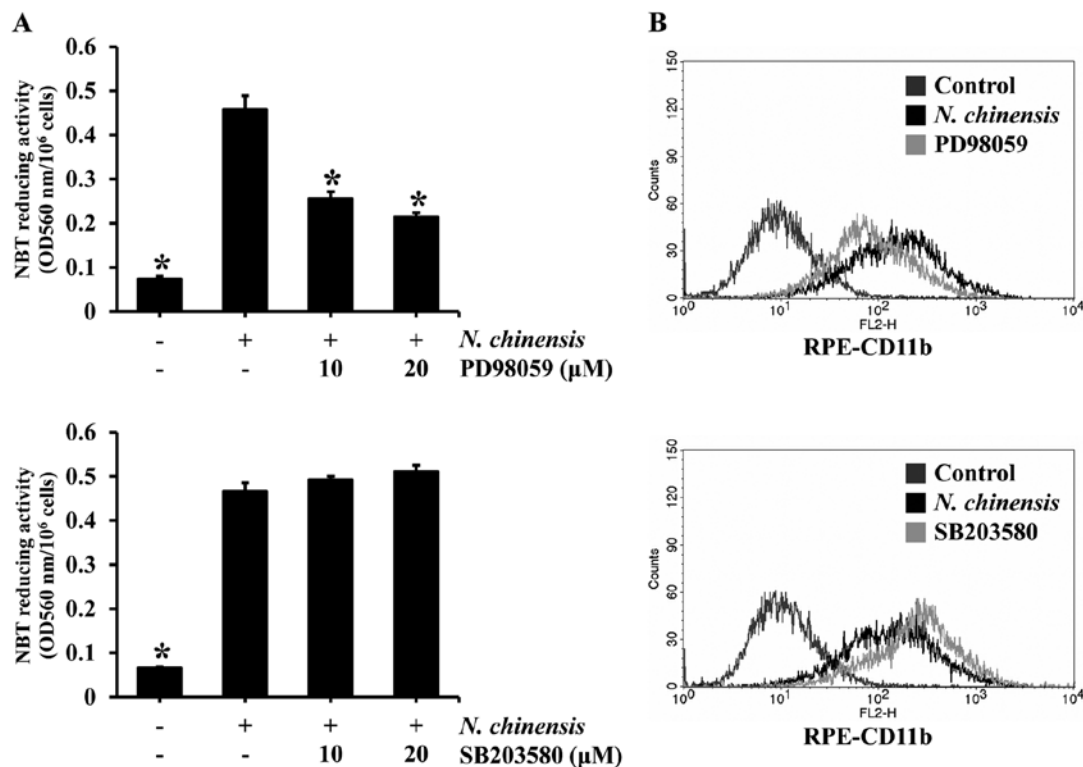 A
NBT reducing activity
(OD560 nm/10⁶ cells)
0.6
0.5
0.4
0.3
0.2
0.1
0
*
*
*
- + + + N. chinensis
- - 10 20 PD98059 (μM)
B
150
120
90
60
30
0
Counts
Control
N. chinensis
PD98059
10⁰ 10¹ 10² 10³ 10⁴
FL2-H
RPE-CD11b
NBT reducing activity
(OD560 nm/10⁶ cells)
0.6
0.5
0.4
0.3
0.2
0.1
0
*
- + + + N. chinensis
- - 10 20 SB203580 (μM)
150
120
90
60
30
0
Counts
Control
N. chinensis
SB203580
10⁰ 10¹ 10² 10³ 10⁴
FL2-H
RPE-CD11b